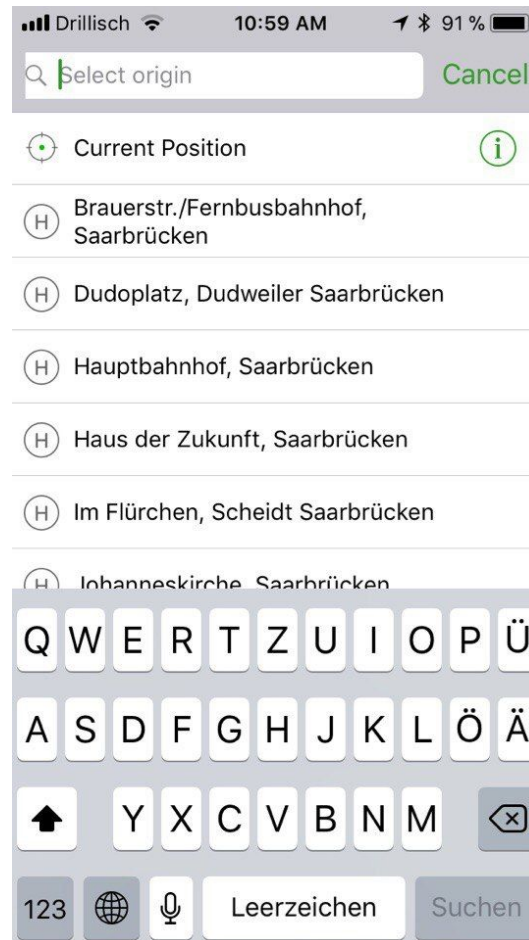 Drillisch 10:59 AM 91 %
Select origin Cancel
Current Position i
H Brauerstr./Fernbusbahnhof,
Saarbrücken
H Dudoplatz, Dudweiler Saarbrücken
H Hauptbahnhof, Saarbrücken
H Haus der Zukunft, Saarbrücken
H Im Flürchen, Scheidt Saarbrücken
H Johanneskirche, Saarbrücken
Q W E R T Z U I O P Ü
A S D F G H J K L Ö Ä
Y X C V B N M
123 Leerzeichen Suchen